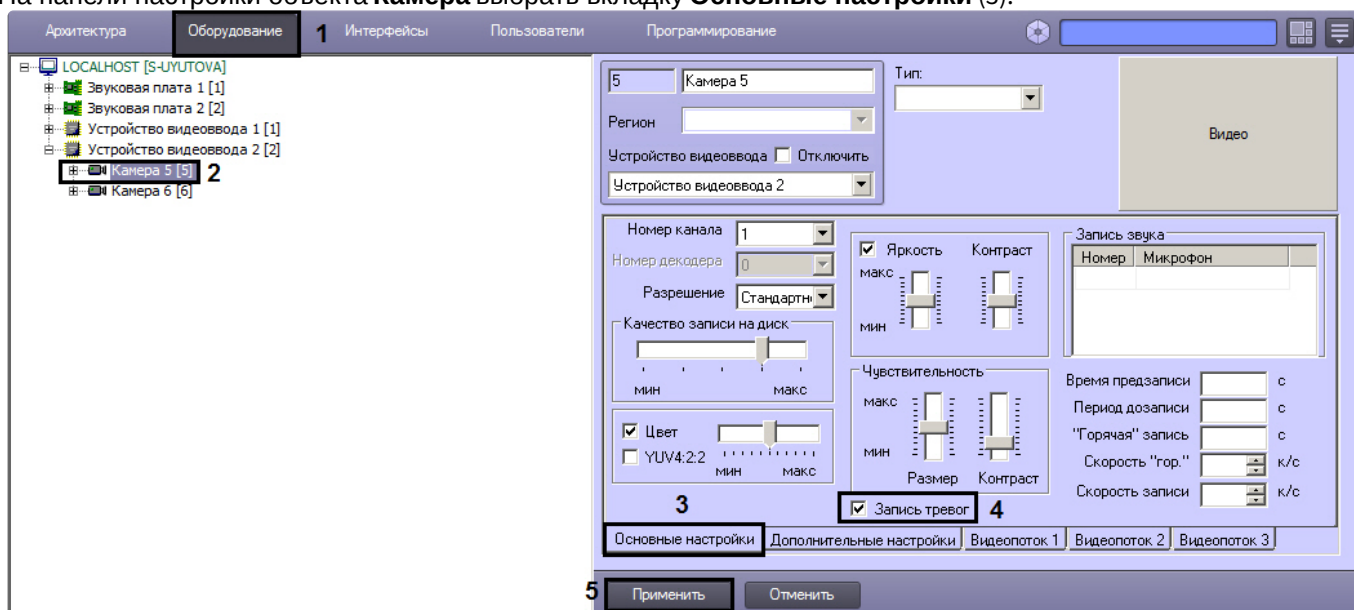 На панели настройки объекта Камера выбрать вкладку Основные настройки (3).
Архитектура Оборудование 1 Интерфейсы Пользователи Программирование
LOCALHOST [S-UYUTOVA]
Звуковая плата 1 [1]
Звуковая плата 2 [2]
Устройство видеоввода 1 [1]
Устройство видеоввода 2 [2]
Камера 5 [5] 2
Камера 6 [6]
5 Камера 5
Тип:
Регион
Устройство видеоввода Отключить
Устройство видеоввода 2
Видео
Номер канала 1
Номер декодера 0
Разрешение Стандартн
Качество записи на диск
мин макс
Цвет
YUV4:2:2
мин макс
3
Яркость Контраст
макс
мин
Чувствительность
макс
мин
Размер Контраст
Запись тревог 4
Запись звука
Номер Микрофон
Время предзаписи с
Период дозаписи с
"Горячая" запись с
Скорость "гор." к/с
Скорость записи к/с
Основные настройки Дополнительные настройки Видеопоток 1 Видеопоток 2 Видеопоток 3
5 Применить Отменить